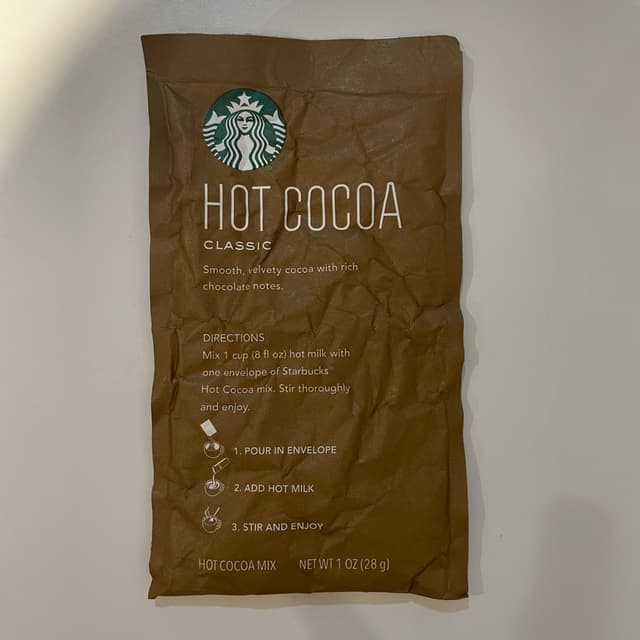 HOT COCOA
CLASSIC
Smooth, velvety cocoa with rich
chocolate notes.
DIRECTIONS
Mix 1 cup (8 fl oz) hot milk with
one envelope of Starbucks
Hot Cocoa mix. Stir thoroughly
and enjoy.
1. POUR IN ENVELOPE
2. ADD HOT MILK
3. STIR AND ENJOY
HOT COCOA MIX NET WT 1 OZ (28 g)